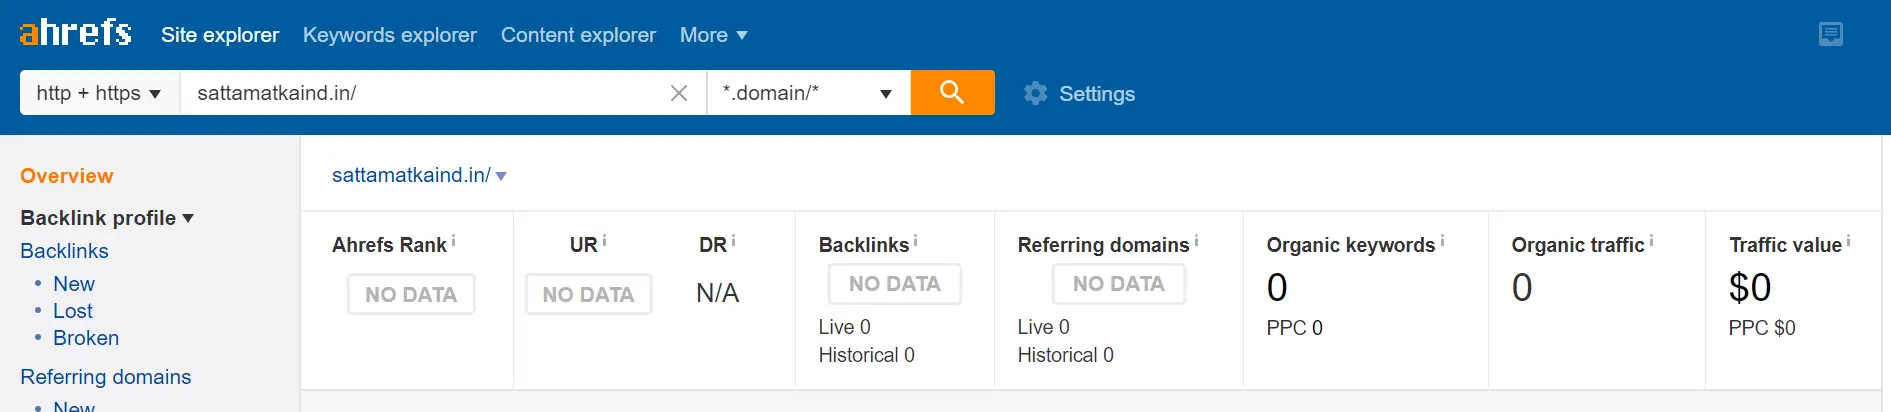 ahrefs Site explorer Keywords explorer Content explorer More
http + https sattamatkaind.in/ *.domain/* Settings
Overview
Backlink profile
Backlinks
• New
• Lost
• Broken
Referring domains
• New
sattamatkaind.in/
Ahrefs Rank i
NO DATA
UR i
NO DATA
DR i
N/A
Backlinks i
NO DATA
Live 0
Historical 0
Referring domains i
NO DATA
Live 0
Historical 0
Organic keywords i
0
PPC 0
Organic traffic i
0
Traffic value i
$0
PPC $0